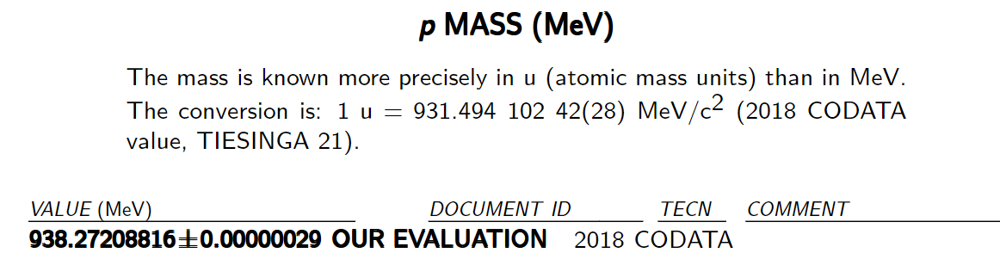 p MASS (MeV)
The mass is known more precisely in u (atomic mass units) than in MeV.
The conversion is: 1 u = 931.494 102 42(28) MeV/c² (2018 CODATA
value, TIESINGA 21).
VALUE (MeV) DOCUMENT ID TECN COMMENT
938.27208816±0.00000029 OUR EVALUATION 2018 CODATA